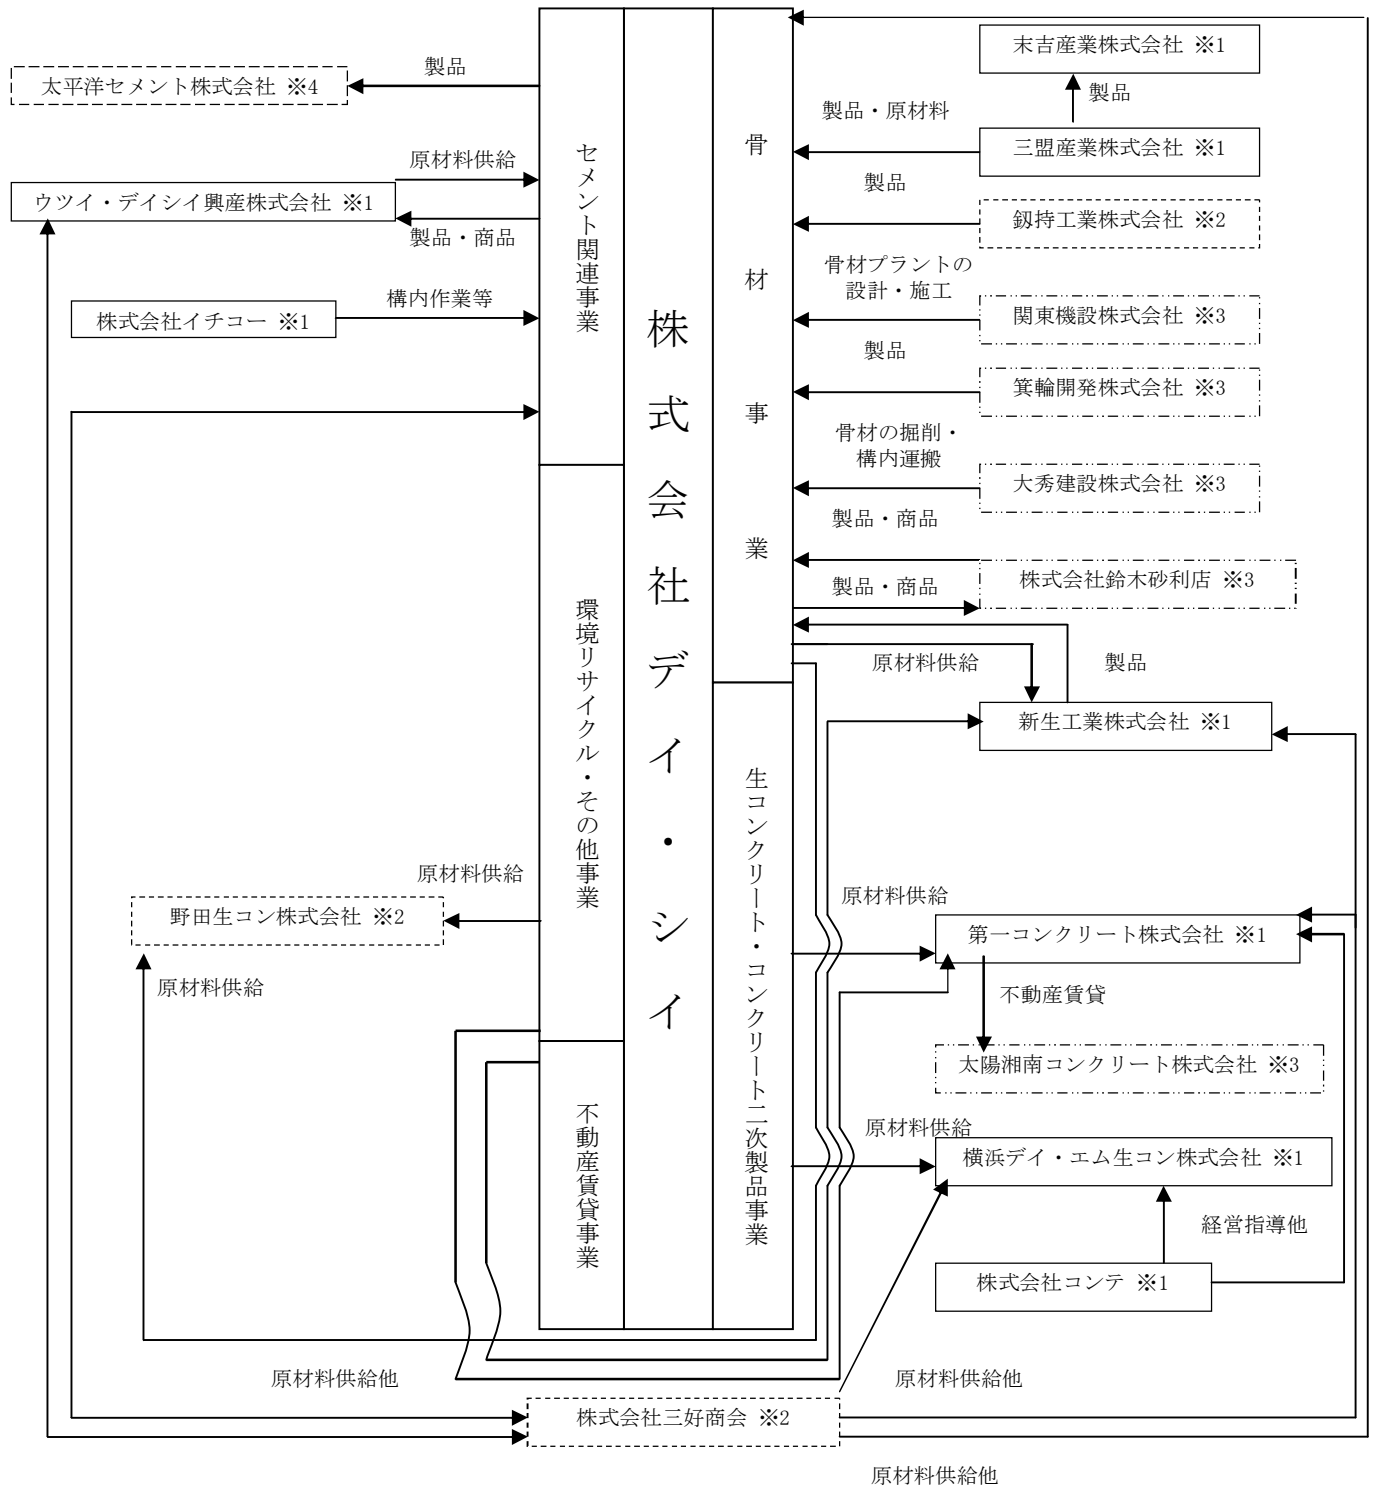 末吉産業株式会社 ※1
製品
太平洋セメント株式会社 ※4
製品
製品・原材料
三盟産業株式会社 ※1
原材料供給
製品
ウツイ・デイシイ興産株式会社 ※1
釼持工業株式会社 ※2
製品・商品
骨材プラントの
設計・施工
構内作業等
関東機設株式会社 ※3
株式会社イチコー ※1
製品
箕輪開発株式会社 ※3
骨材の掘削・
構内運搬
大秀建設株式会社 ※3
製品・商品
株式会社鈴木砂利店 ※3
製品・商品
原材料供給
製品
新生工業株式会社 ※1
セメント関連事業
環境リサイクル・その他事業
不動産賃貸事業
株式会社デイ・シイ
骨材事業
生コンクリート・コンクリート二次製品事業
原材料供給
野田生コン株式会社 ※2
原材料供給
原材料供給
第一コンクリート株式会社 ※1
不動産賃貸
太陽湘南コンクリート株式会社 ※3
原材料供給
横浜デイ・エム生コン株式会社 ※1
経営指導他
株式会社コンテ ※1
原材料供給他
原材料供給他
株式会社三好商会 ※2
原材料供給他